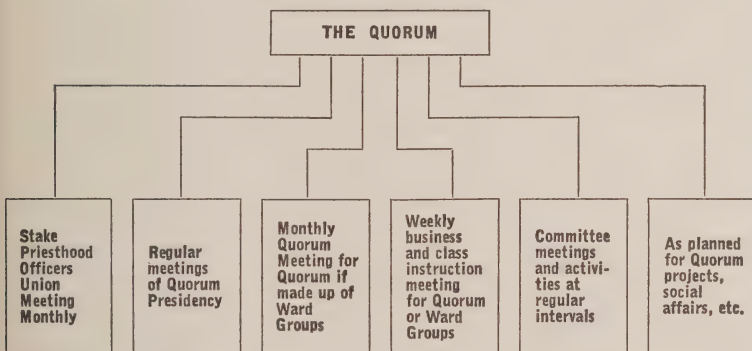 THE QUORUM
Stake
Priesthood
Officers
Union
Meeting
Monthly
Regular
meetings
of Quorum
Presidency
Monthly
Quorum
Meeting for
Quorum if
made up of
Ward
Groups
Weekly
business
and class
instruction
meeting
for Quorum
or Ward
Groups
Committee
meetings
and activi-
ties at
regular
intervals
As planned
for Quorum
projects,
social
affairs, etc.